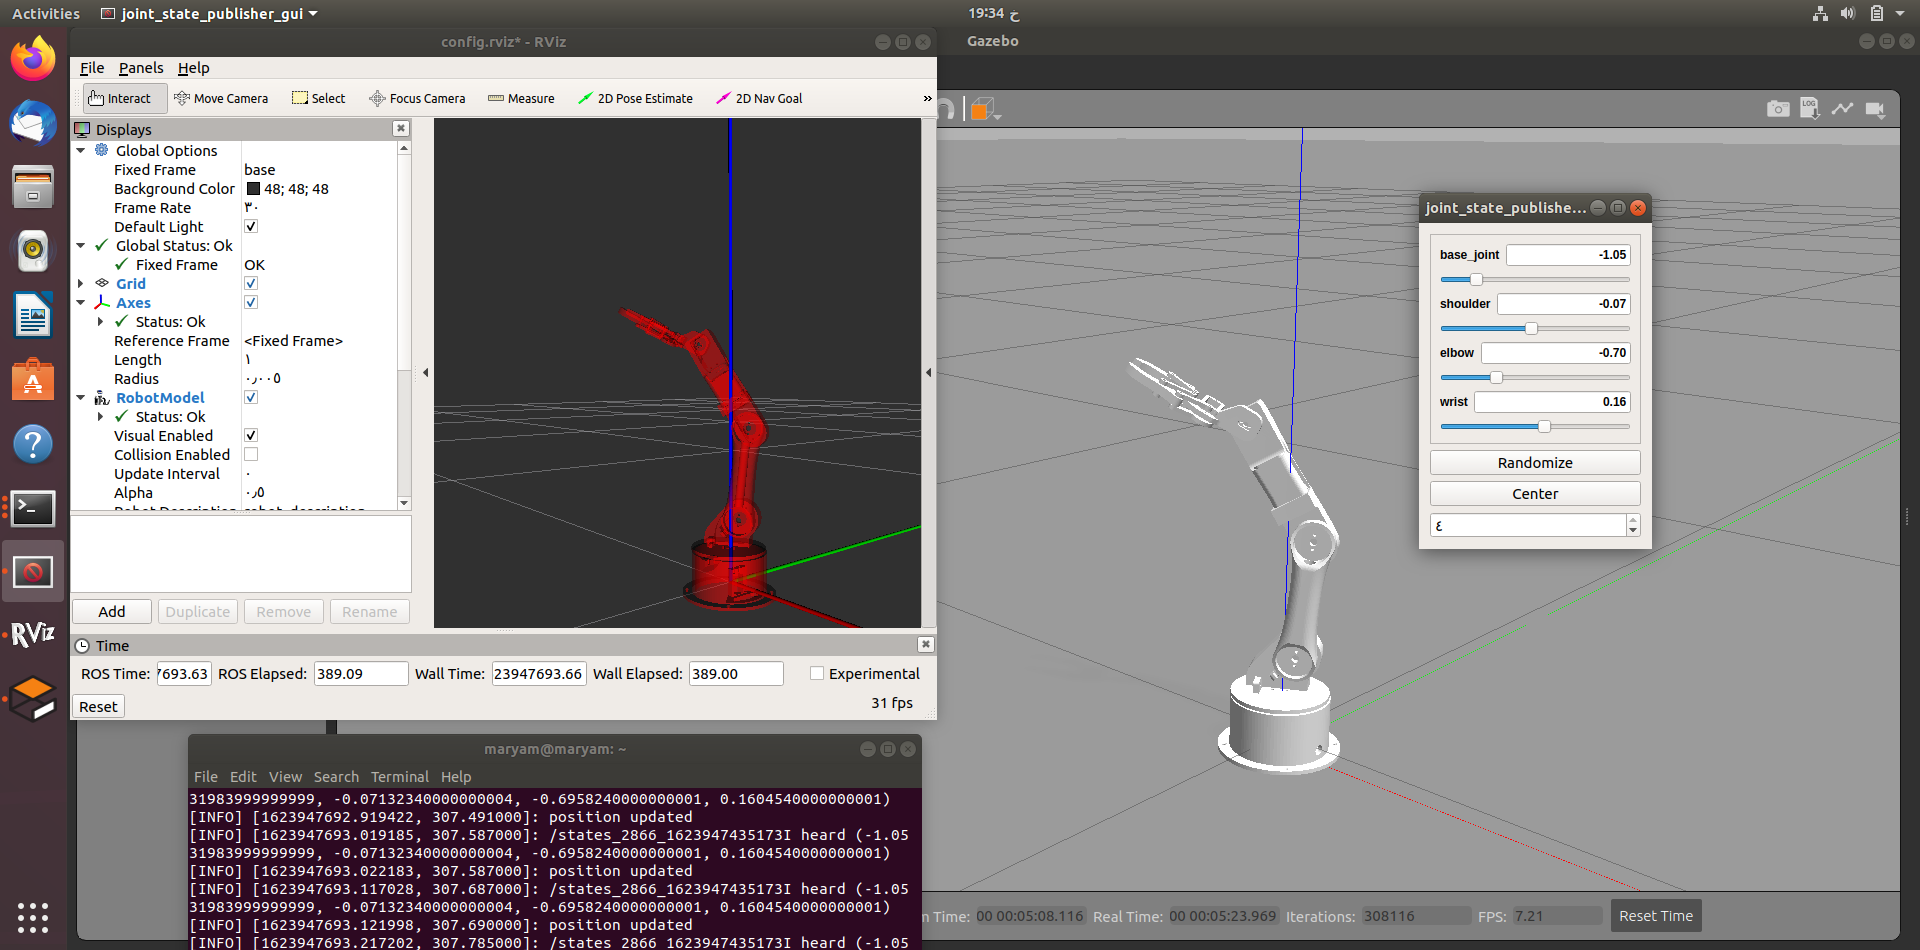 Activities
joint_state_publisher_gui
19:34 خ
config.rviz* - RViz
File Panels Help
Interact Move Camera Select Focus Camera Measure 2D Pose Estimate 2D Nav Goal »
Displays
Global Options
Fixed Frame base
Background Color 48; 48; 48
Frame Rate ٣٠
Default Light
Global Status: Ok
Fixed Frame OK
Grid
Axes
Status: Ok
Reference Frame <Fixed Frame>
Length ١
Radius ٠٫٠٠٥
RobotModel
Status: Ok
Visual Enabled
Collision Enabled
Update Interval ٠
Alpha ٠٫٥
Robot Description robot_description
Add Duplicate Remove Rename
Time
ROS Time: 7693.63 ROS Elapsed: 389.09 Wall Time: 23947693.66 Wall Elapsed: 389.00 Experimental
Reset 31 fps
maryam@maryam: ~
File Edit View Search Terminal Help
31983999999999, -0.07132340000000004, -0.6958240000000001, 0.1604540000000001)
[INFO] [1623947692.919422, 307.491000]: position updated
[INFO] [1623947693.019185, 307.587000]: /states_2866_1623947435173I heard (-1.05
31983999999999, -0.07132340000000004, -0.6958240000000001, 0.1604540000000001)
[INFO] [1623947693.022183, 307.587000]: position updated
[INFO] [1623947693.117028, 307.687000]: /states_2866_1623947435173I heard (-1.05
31983999999999, -0.07132340000000004, -0.6958240000000001, 0.1604540000000001)
[INFO] [1623947693.121998, 307.690000]: position updated
[INFO] [1623947693.217202, 307.785000]: /states_2866_1623947435173I heard (-1.05
Gazebo
LOG
joint_state_publishe...
base_joint -1.05
shoulder -0.07
elbow -0.70
wrist 0.16
Randomize
Center
٤
m Time: 00 00:05:08.116 Real Time: 00 00:05:23.969 Iterations: 308116 FPS: 7.21 Reset Time
RViz